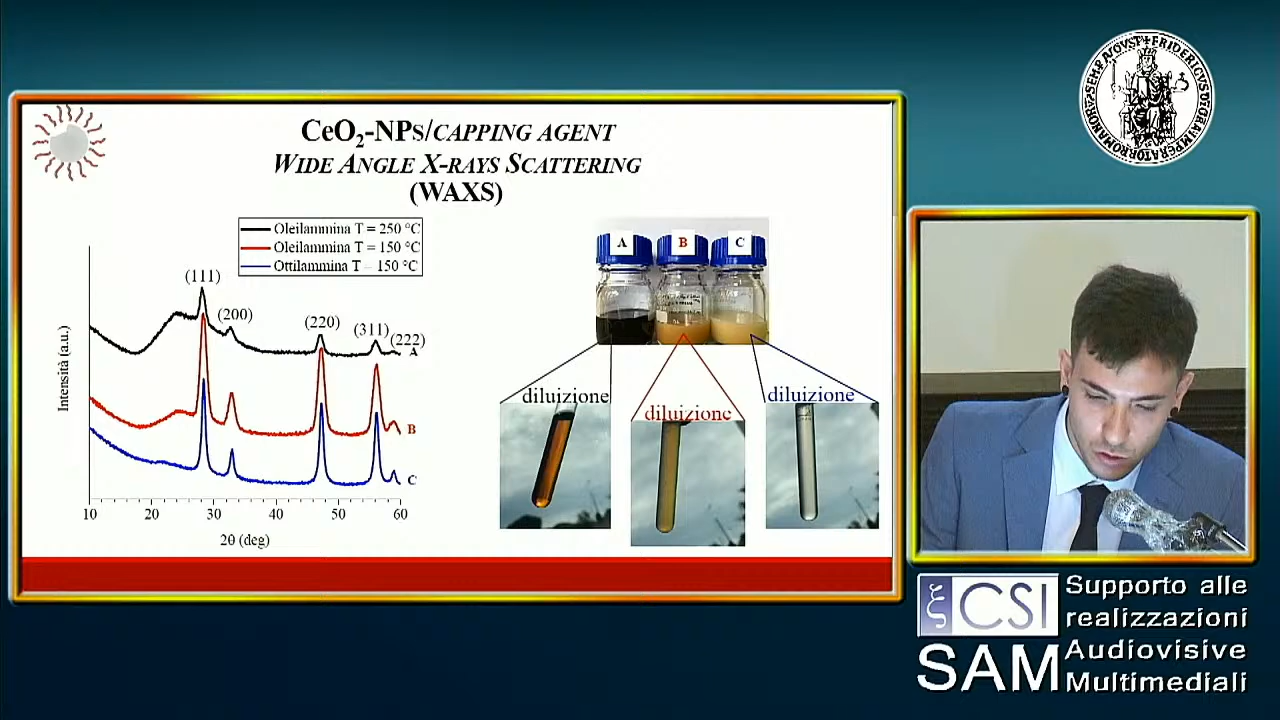 CeO2-NPs/CAPPING AGENT
WIDE ANGLE X-RAYS SCATTERING
(WAXS)
Oleilammina T = 250 °C
Oleilammina T = 150 °C
Ottilammina T = 150 °C
(111)
(200)
(220)
(311)
(222)
A
B
C
Intensità (a.u.)
10 20 30 40 50 60
2θ (deg)
A B C
diluizione
diluizione
diluizione
CSI
SAM
Supporto alle
realizzazioni
Audiovisive
Multimediali